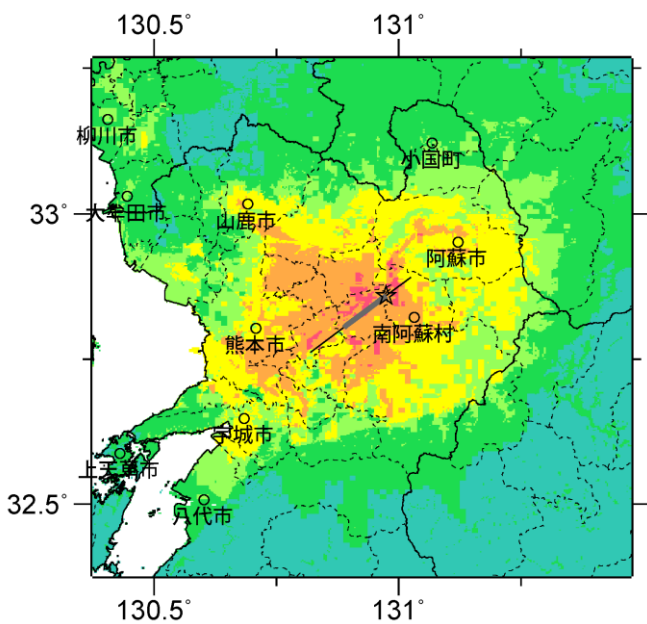 130.5° 131°
柳川市
小国町
大牟田市
山鹿市
33°
阿蘇市
南阿蘇村
熊本市
宇城市
上天草市
32.5°
八代市
130.5° 131°